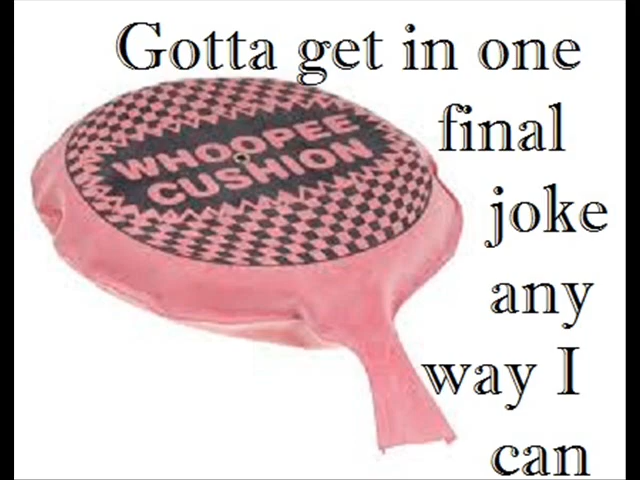 Gotta get in one
final
joke
any
way I
can
WHOOPEE
CUSHION